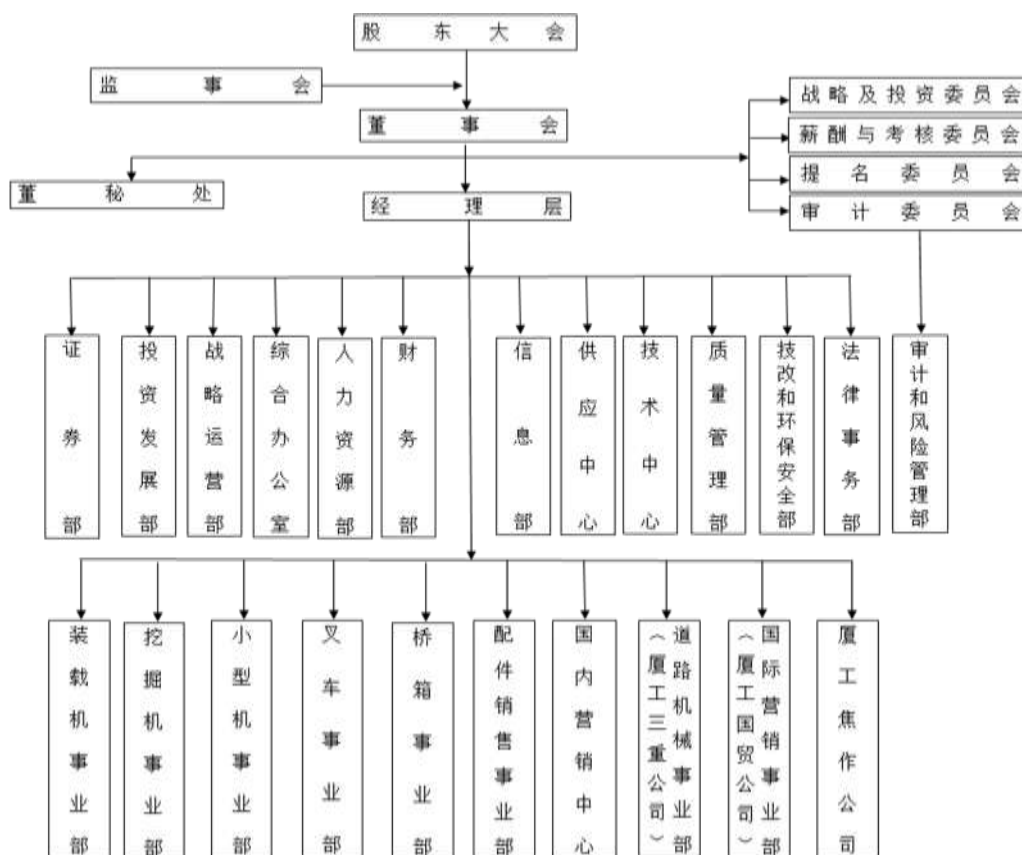 股东大会
监事会
董事会
战略及投资委员会
薪酬与考核委员会
提名委员会
审计委员会
董秘处
经理层
证券部
投资发展部
战略运营部
综合办公室
人力资源部
财务部
信息部
供应中心
技术中心
质量管理部
技改和环保安全部
法律事务部
审计和风险管理部
装载机事业部
挖掘机事业部
小型机事业部
叉车事业部
桥箱事业部
配件销售事业部
国内营销中心
道路机械事业部
（厦工三重公司）
国际营销事业部
（厦工国贸公司）
厦工焦作公司